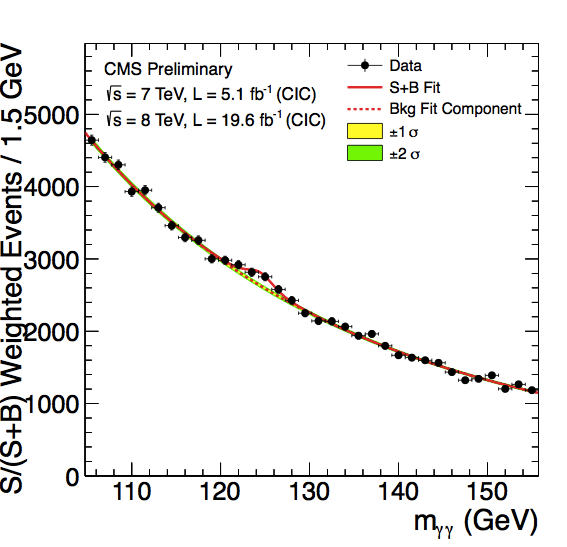 CMS Preliminary
√s = 7 TeV, L = 5.1 fb⁻¹ (CIC)
√s = 8 TeV, L = 19.6 fb⁻¹ (CIC)
Data
S+B Fit
Bkg Fit Component
±1 σ
±2 σ
S/(S+B) Weighted Events / 1.5 GeV
5000
4000
3000
2000
1000
0
110 120 130 140 150
mγγ (GeV)